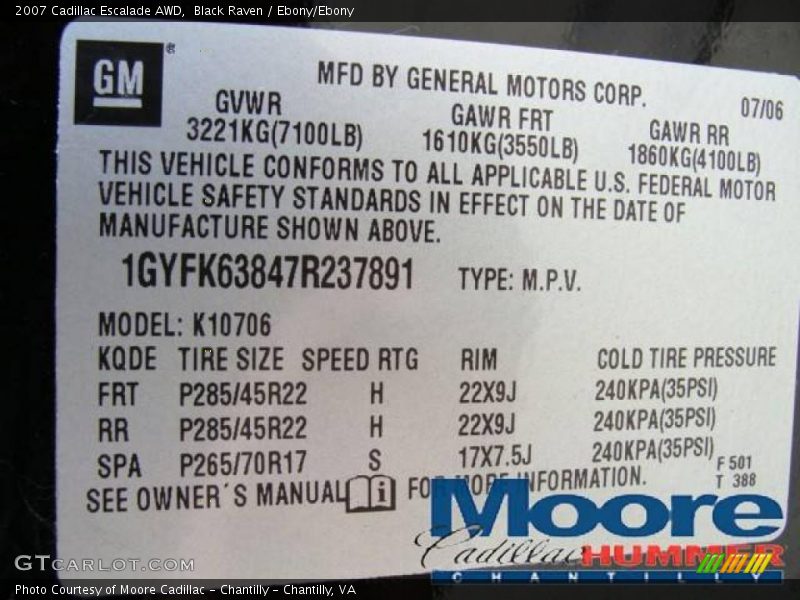 2007 Cadillac Escalade AWD,  Black Raven / Ebony/Ebony
GM ®
MFD BY GENERAL MOTORS CORP. 07/06
GVWR GAWR FRT GAWR RR
3221KG(7100LB) 1610KG(3550LB) 1860KG(4100LB)
THIS VEHICLE CONFORMS TO ALL APPLICABLE U.S. FEDERAL MOTOR
VEHICLE SAFETY STANDARDS IN EFFECT ON THE DATE OF
MANUFACTURE SHOWN ABOVE.
1GYFK63847R237891 TYPE: M.P.V.
MODEL: K10706
KQDE TIRE SIZE SPEED RTG RIM COLD TIRE PRESSURE
FRT P285/45R22 H 22X9J 240KPA(35PSI)
RR P285/45R22 H 22X9J 240KPA(35PSI)
SPA P265/70R17 S 17X7.5J 240KPA(35PSI)
F 501
T 388
SEE OWNER´S MANUAL i FOR MORE INFORMATION.
Moore
Cadillac HUMMER
CHANTILLY
GTcarlot.com
Photo Courtesy of Moore Cadillac - Chantilly - Chantilly, VA